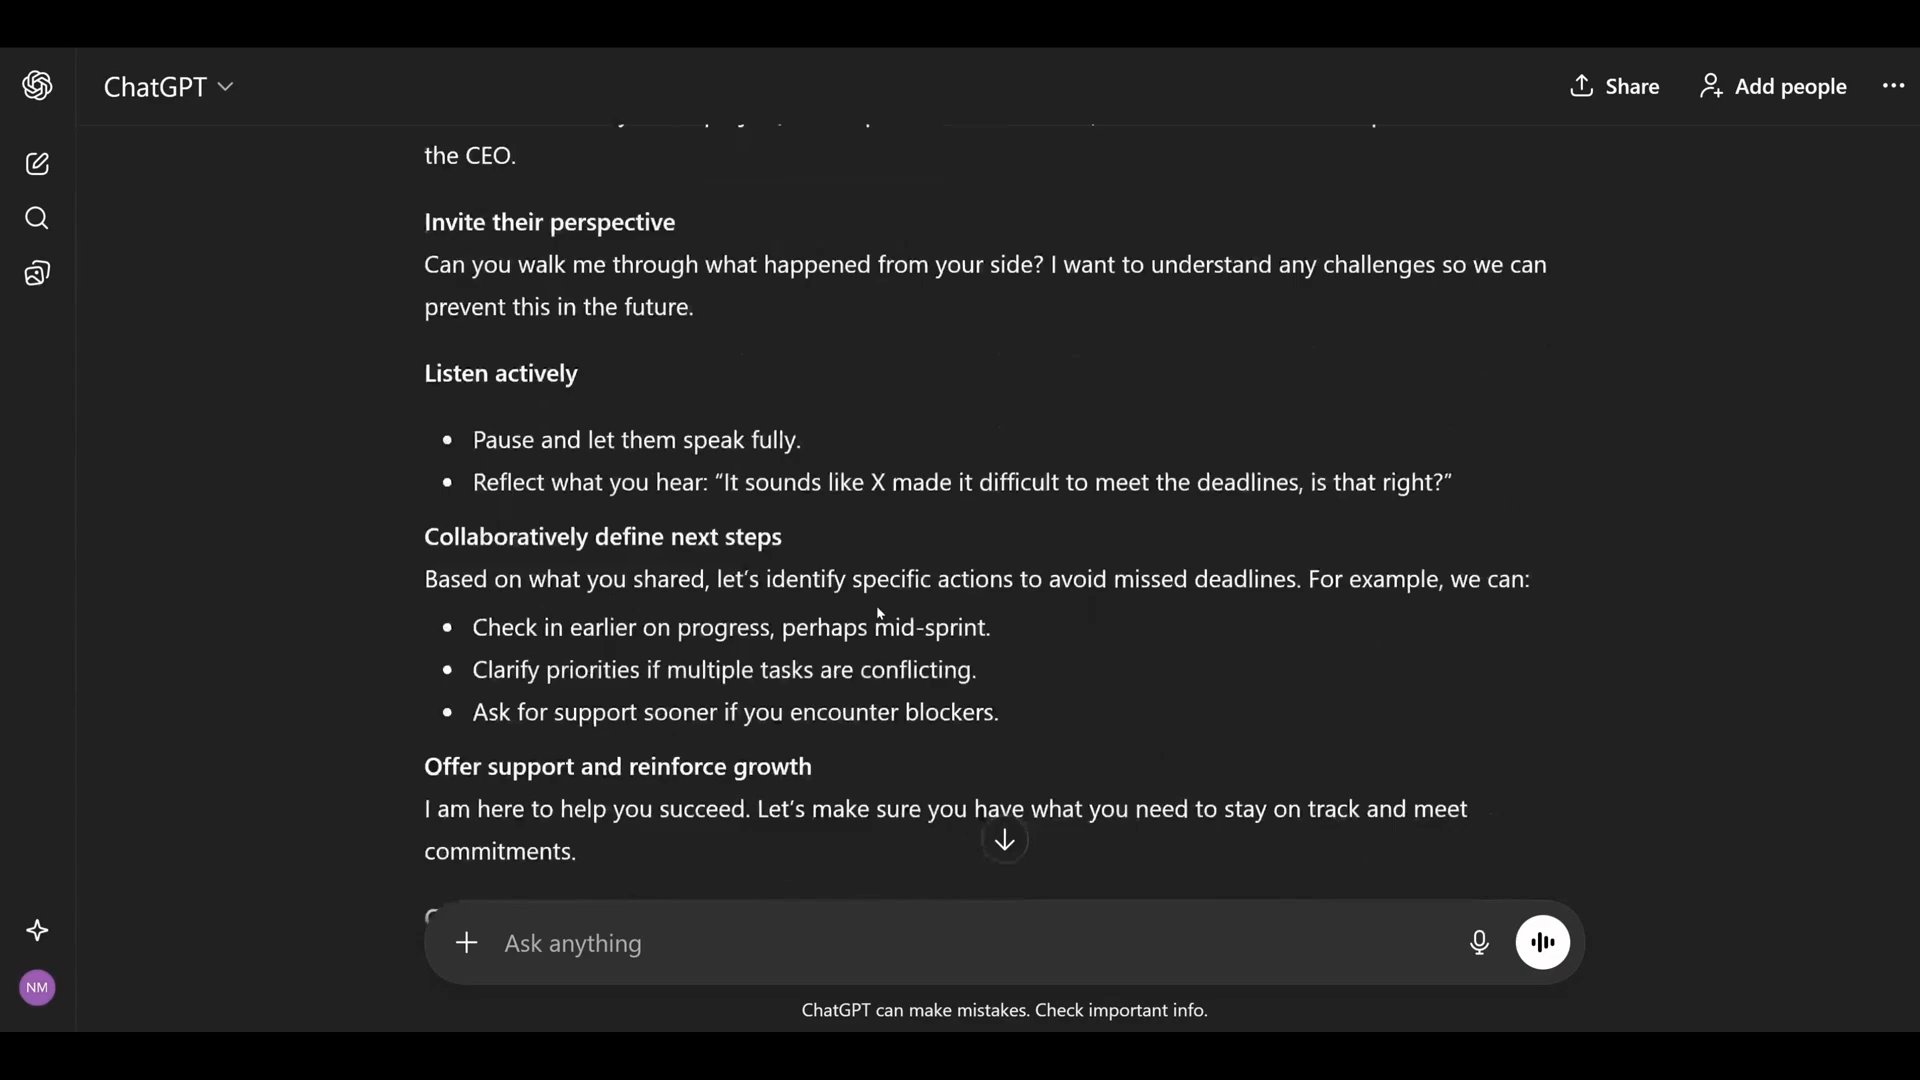 ChatGPT
Share
Add people
the CEO.
Invite their perspective
Can you walk me through what happened from your side? I want to understand any challenges so we can
prevent this in the future.
Listen actively
• Pause and let them speak fully.
• Reflect what you hear: “It sounds like X made it difficult to meet the deadlines, is that right?”
Collaboratively define next steps
Based on what you shared, let’s identify specific actions to avoid missed deadlines. For example, we can:
• Check in earlier on progress, perhaps mid-sprint.
• Clarify priorities if multiple tasks are conflicting.
• Ask for support sooner if you encounter blockers.
Offer support and reinforce growth
I am here to help you succeed. Let’s make sure you have what you need to stay on track and meet
commitments.
Ask anything
NM
ChatGPT can make mistakes. Check important info.